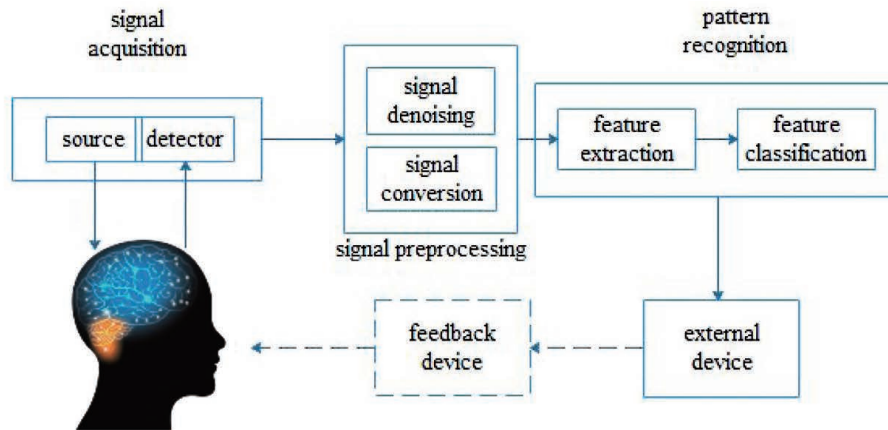 signal
acquisition
source
detector
signal
denoising
signal
conversion
signal preprocessing
pattern
recognition
feature
extraction
feature
classification
feedback
device
external
device